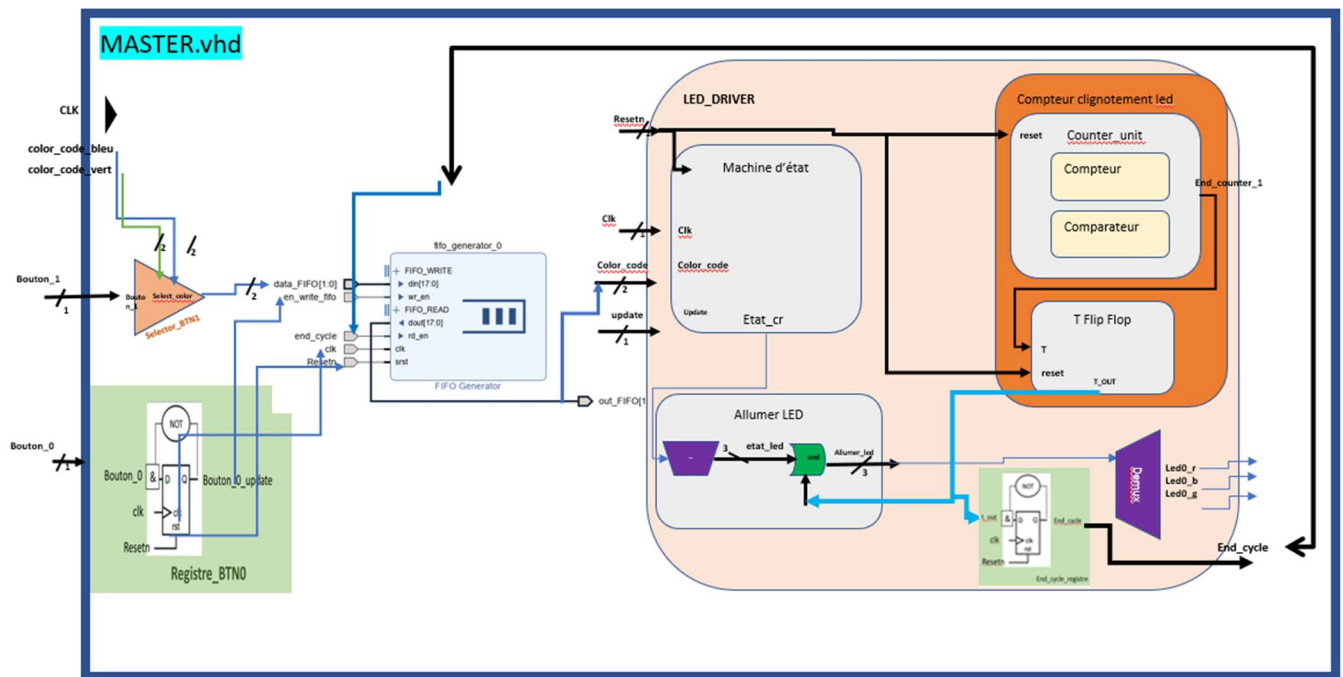 MASTER.vhd
CLK
color_code_bleu
color_code_vert
2
2
Bouton_1
1
Bouto
n_1
Select_color
Selector_BTN1
2
data_FIFO[1:0]
en_write_fifo
end_cycle
clk
Resetn
fifo_generator_0
FIFO_WRITE
din[17:0]
wr_en
FIFO_READ
dout[17:0]
rd_en
clk
srst
FIFO Generator
out_FIFO[1
Bouton_0
1
NOT
Bouton_0
&
D
Q
Bouton_0_update
clk
clk
rst
Resetn
Registre_BTN0
LED_DRIVER
Resetn
1
Clk
1
Color_code
2
update
1
Machine d'état
Clk
Color_code
Update
Etat_cr
Compteur clignotement led
reset
Counter_unit
Compteur
Comparateur
End_counter_1
T Flip Flop
T
reset
T_OUT
Allumer LED
3
etat_led
and
Allumer_led
3
NOT
t_out
&
D
Q
End_cycle
clk
clk
rst
Resetn
End_cycle_registre
Demux
Led0_r
Led0_b
Led0_g
End_cycle